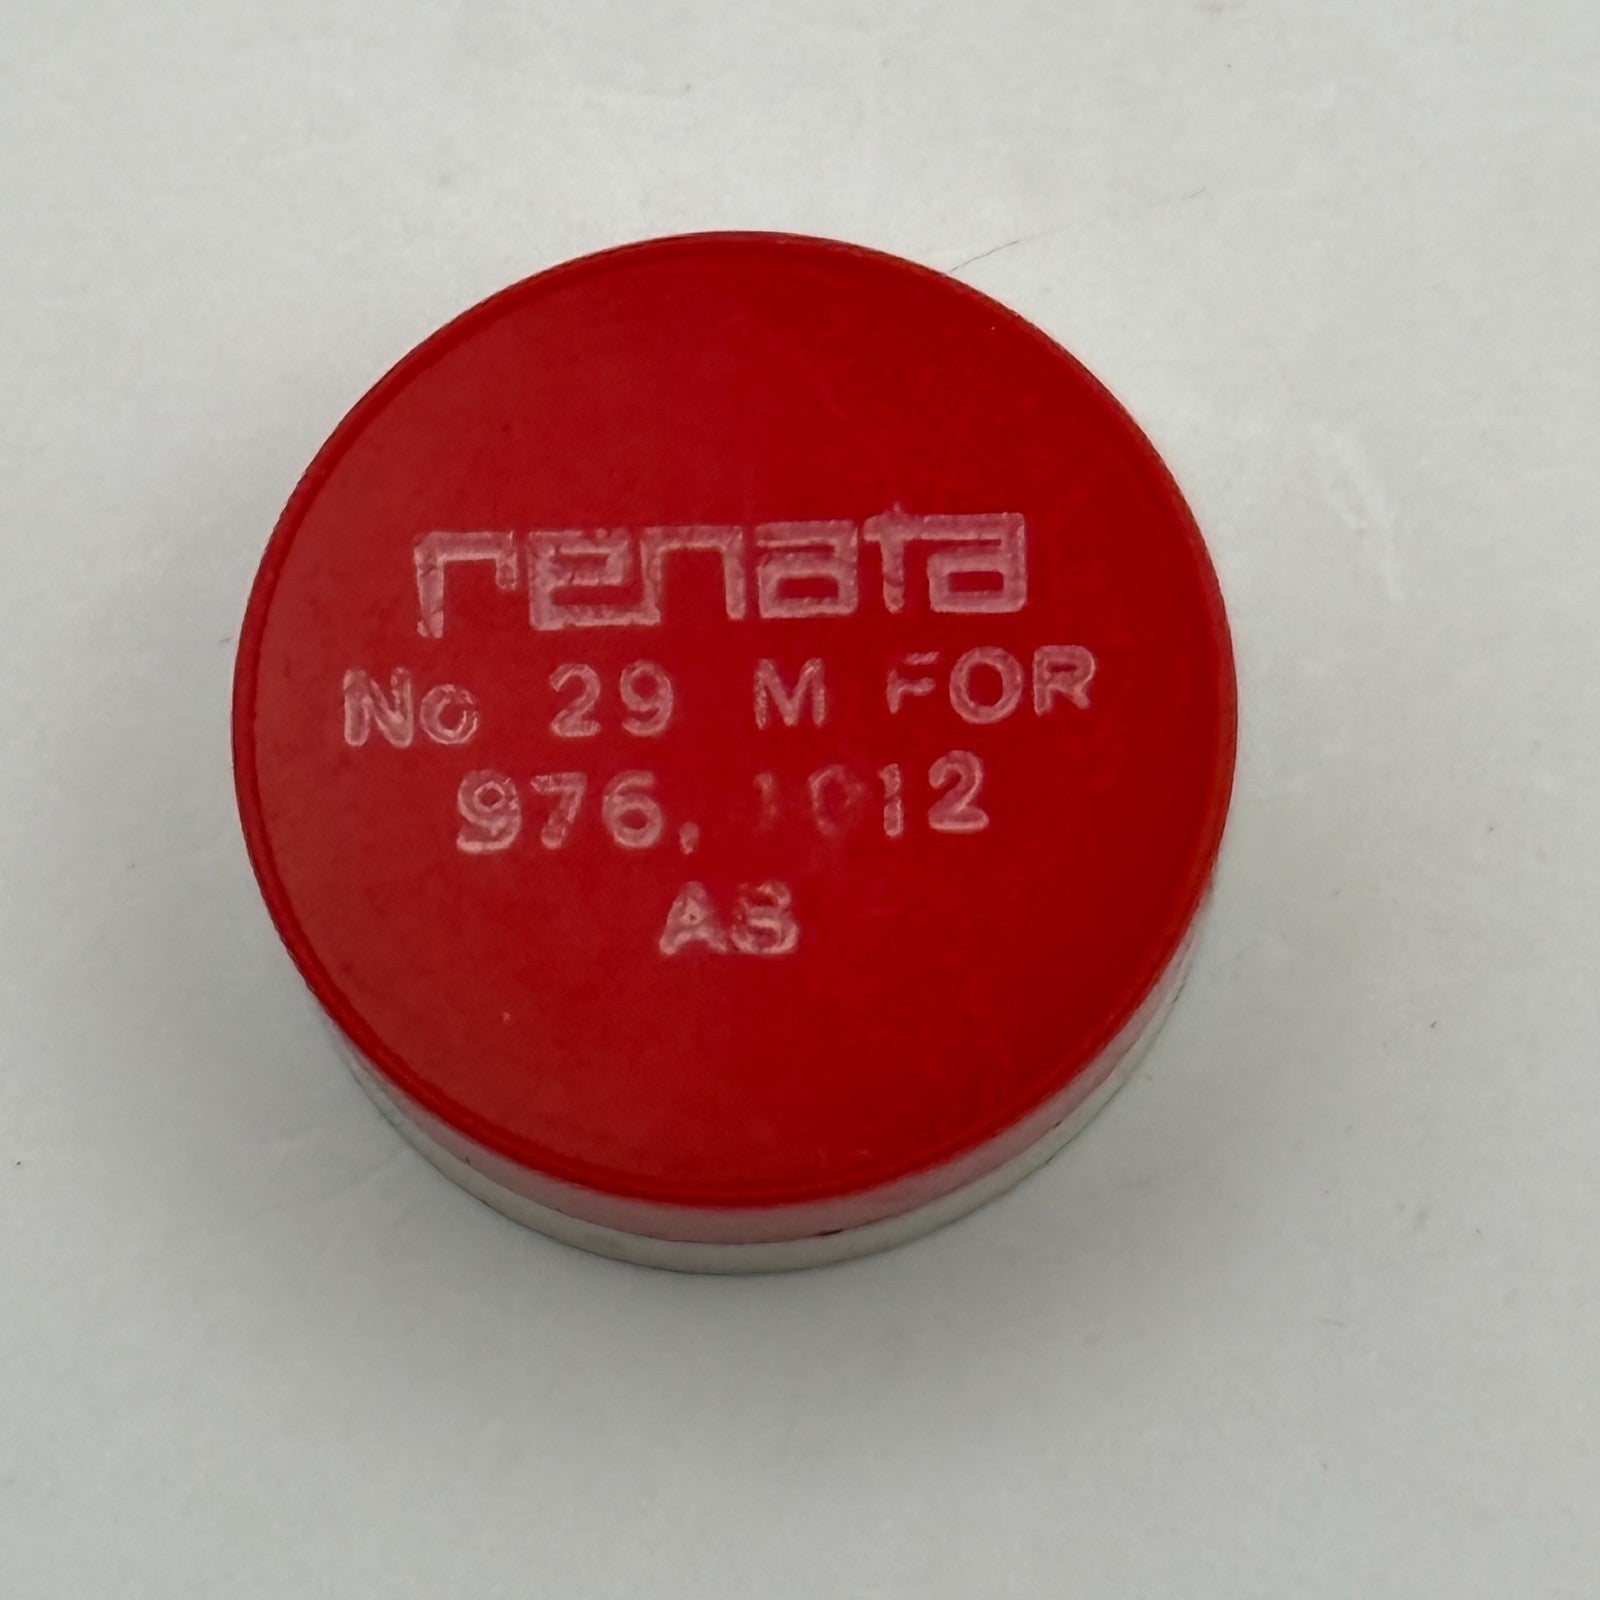 renata
No 29 M FOR
976, 1012
AS